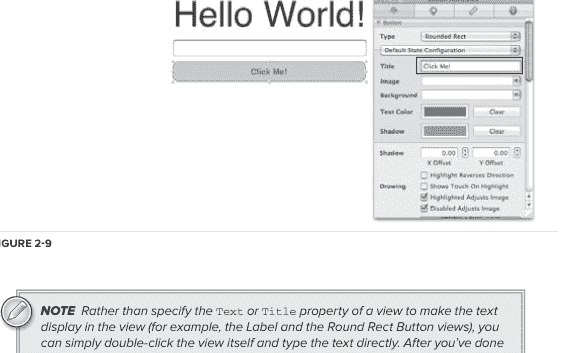 Hello World!
Click Me!
Button
Type Rounded Rect
Default State Configuration
Title Click Me!
Image
Background
Text Color Clear
Shadow Clear
Shadow 0.00 0.00
X Offset Y Offset
Highlight Reverses Direction
Drawing Shows Touch On Highlight
Highlighted Adjusts Image
Disabled Adjusts Image
IGURE 2-9
NOTE Rather than specify the Text or Title property of a view to make the text
display in the view (for example, the Label and the Round Rect Button views), you
can simply double-click the view itself and type the text directly. After you’ve done